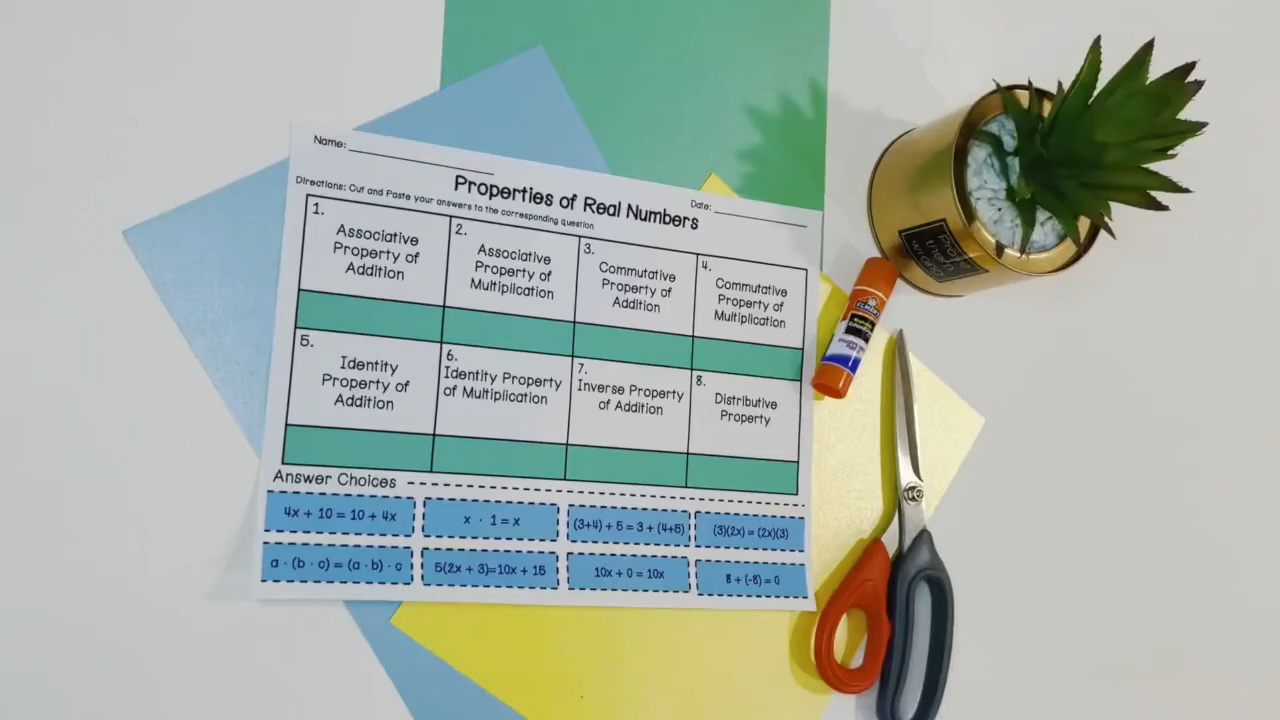 Name:
Date:
Properties of Real Numbers
Directions: Cut and Paste your answers to the corresponding question
1.
Associative
Property of
Addition
2.
Associative
Property of
Multiplication
3.
Commutative
Property of
Addition
4.
Commutative
Property of
Multiplication
5.
Identity
Property of
Addition
6.
Identity Property
of Multiplication
7.
Inverse Property
of Addition
8.
Distributive
Property
Answer Choices
4x + 10 = 10 + 4x
x · 1 = x
(3+4) + 5 = 3 + (4+5)
(3)(2x) = (2x)(3)
a · (b · c) = (a · b) · c
5(2x + 3)=10x + 15
10x + 0 = 10x
8 + (-8) = 0
Prove
them
wrong
ELMER'S